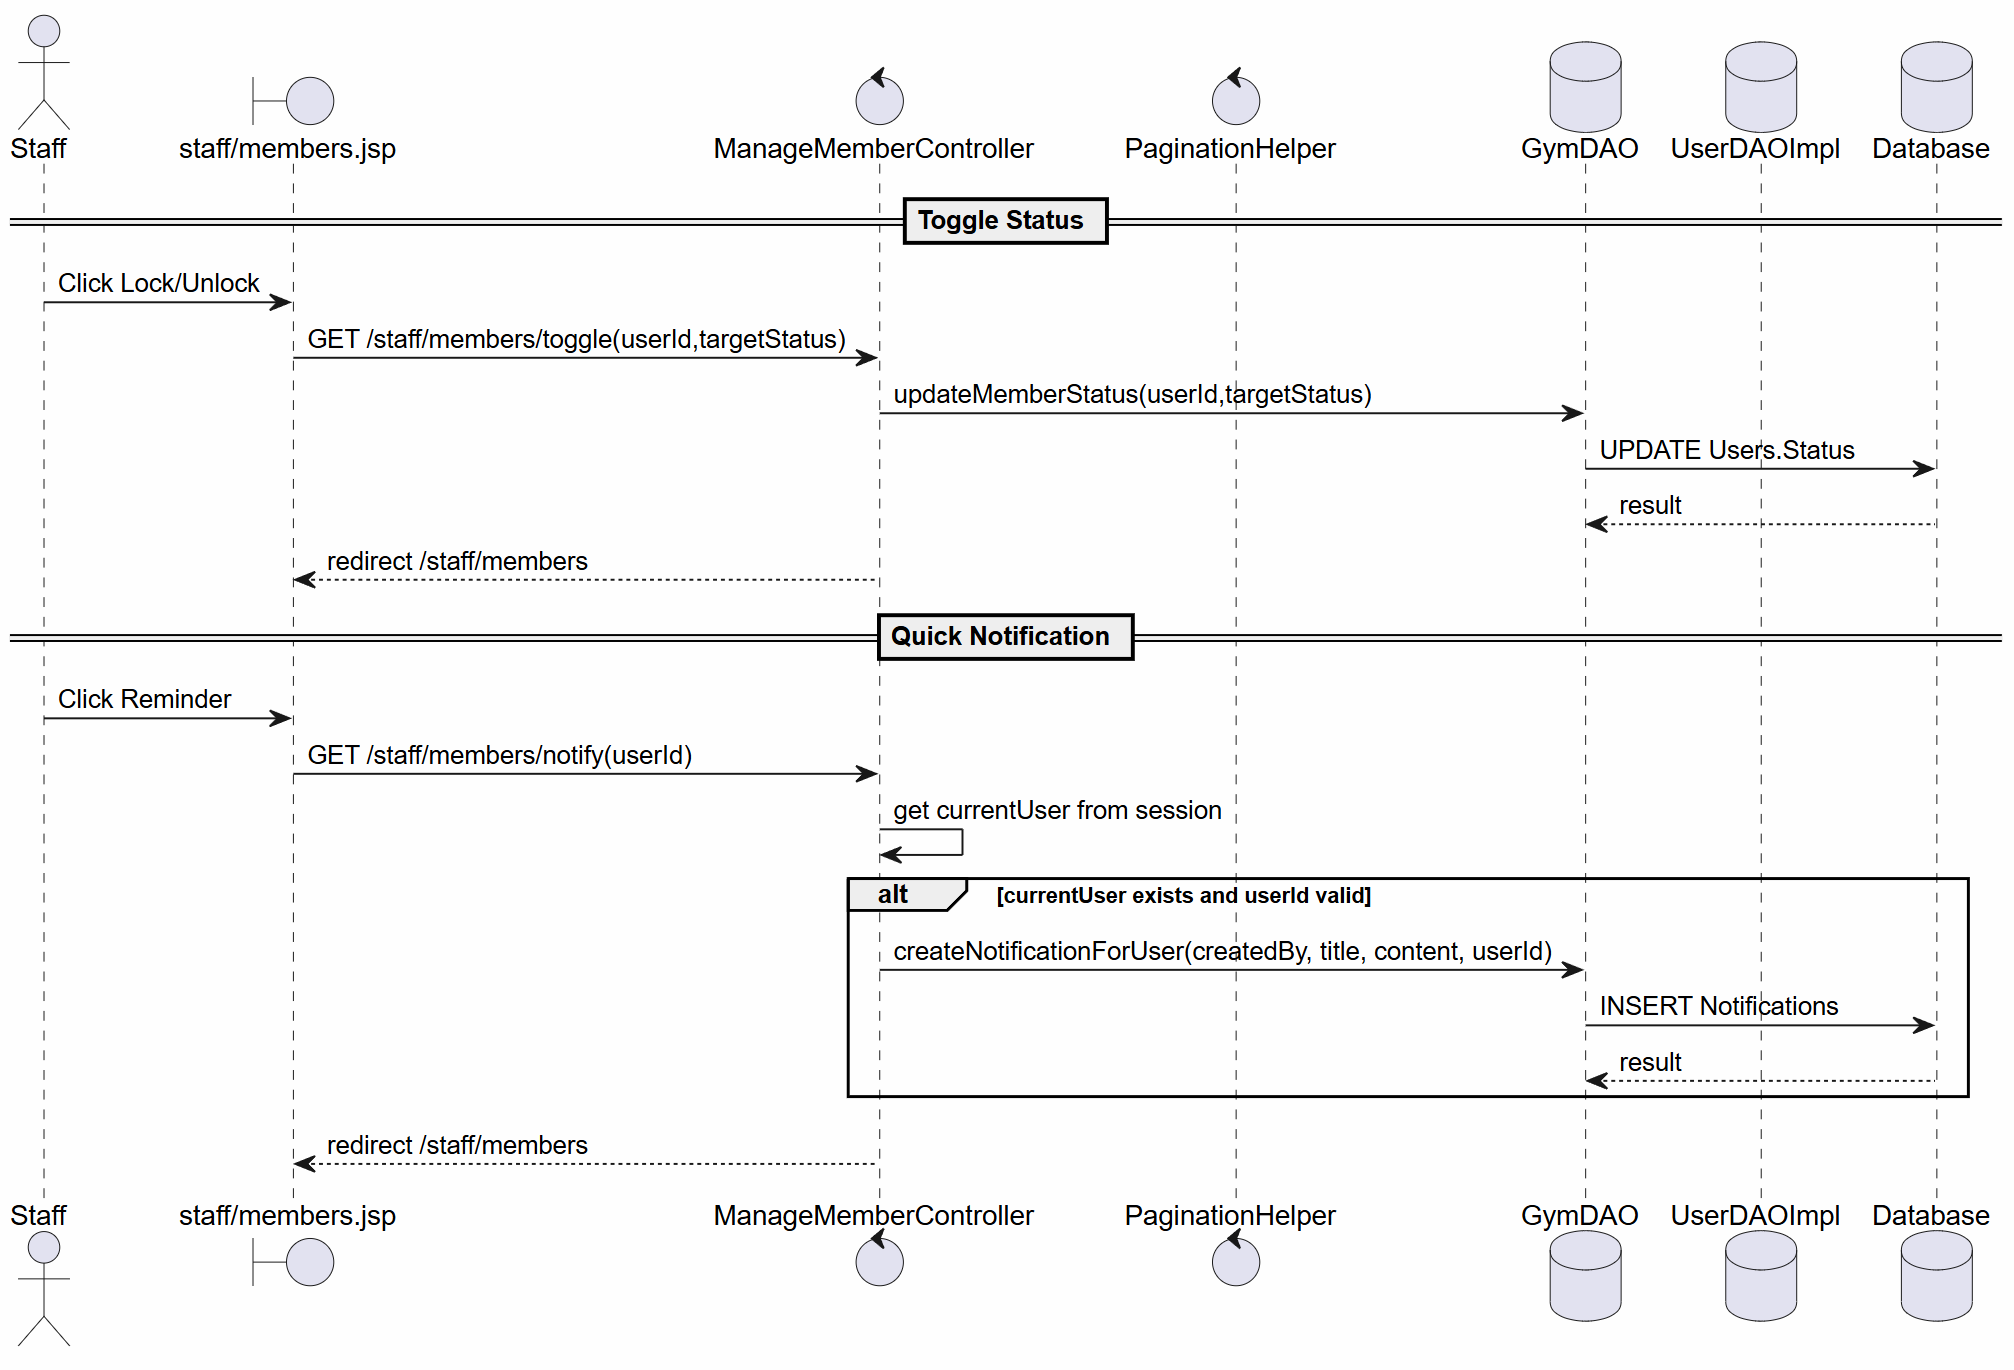 Staff
staff/members.jsp
ManageMemberController
PaginationHelper
GymDAO
UserDAOImpl
Database
Toggle Status
Click Lock/Unlock
GET /staff/members/toggle(userId,targetStatus)
updateMemberStatus(userId,targetStatus)
UPDATE Users.Status
result
redirect /staff/members
Quick Notification
Click Reminder
GET /staff/members/notify(userId)
get currentUser from session
alt
[currentUser exists and userId valid]
createNotificationForUser(createdBy, title, content, userId)
INSERT Notifications
result
redirect /staff/members
Staff
staff/members.jsp
ManageMemberController
PaginationHelper
GymDAO
UserDAOImpl
Database